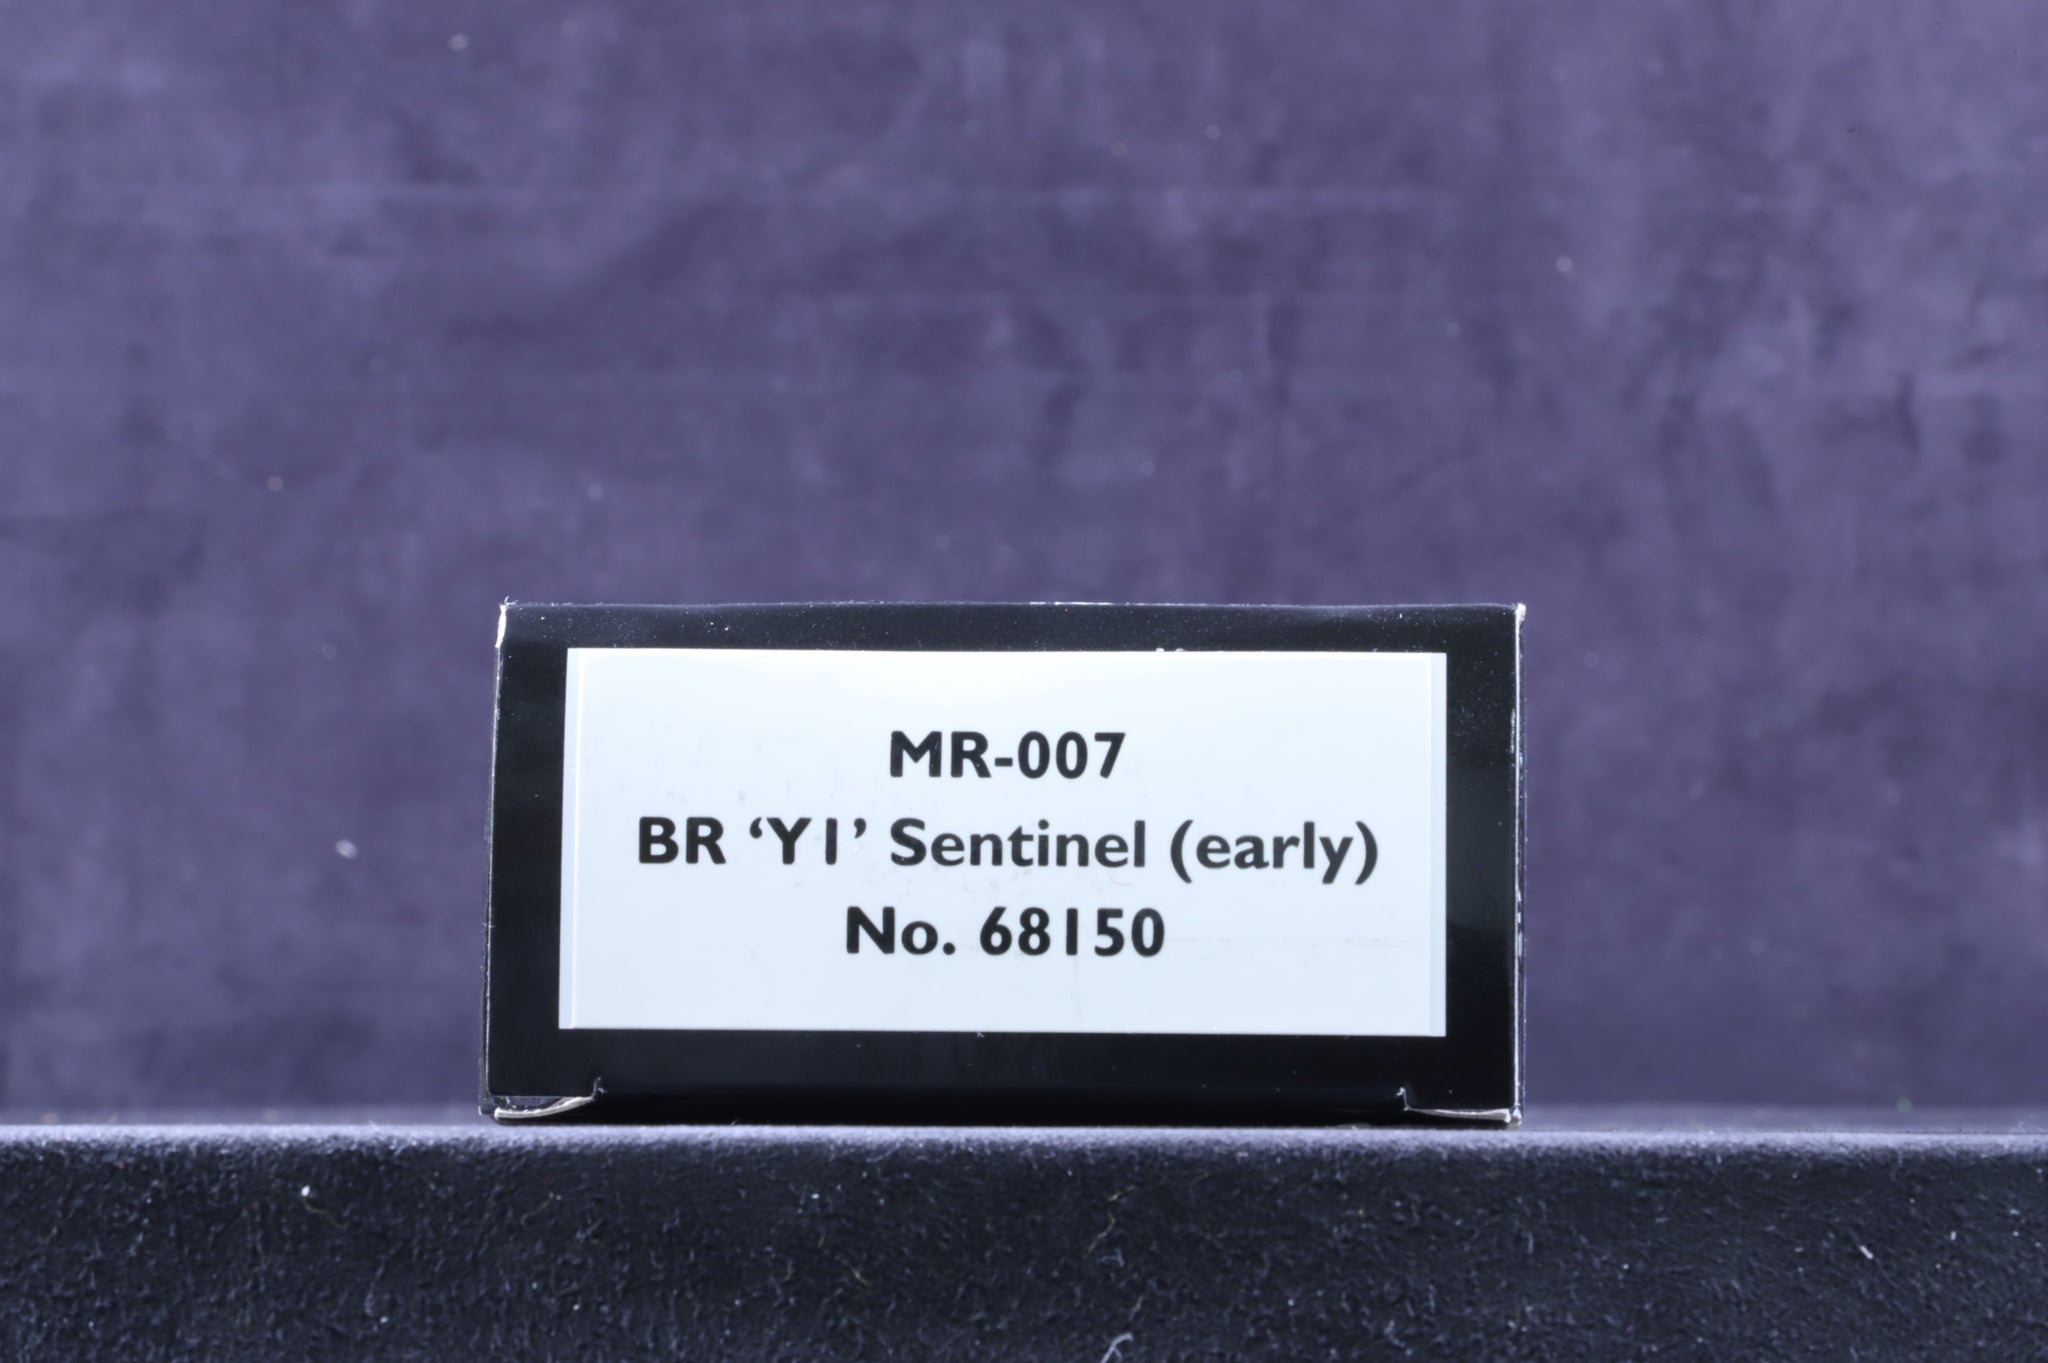 MR-007
BR ‘Y1’ Sentinel (early)
No. 68150